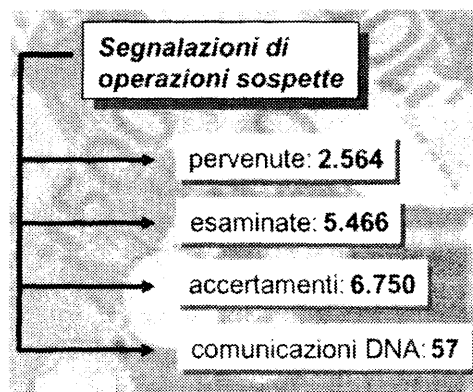 Segnalazioni di
operazioni sospette
pervenute: 2.564
esaminate: 5.466
accertamenti: 6.750
comunicazioni DNA: 57